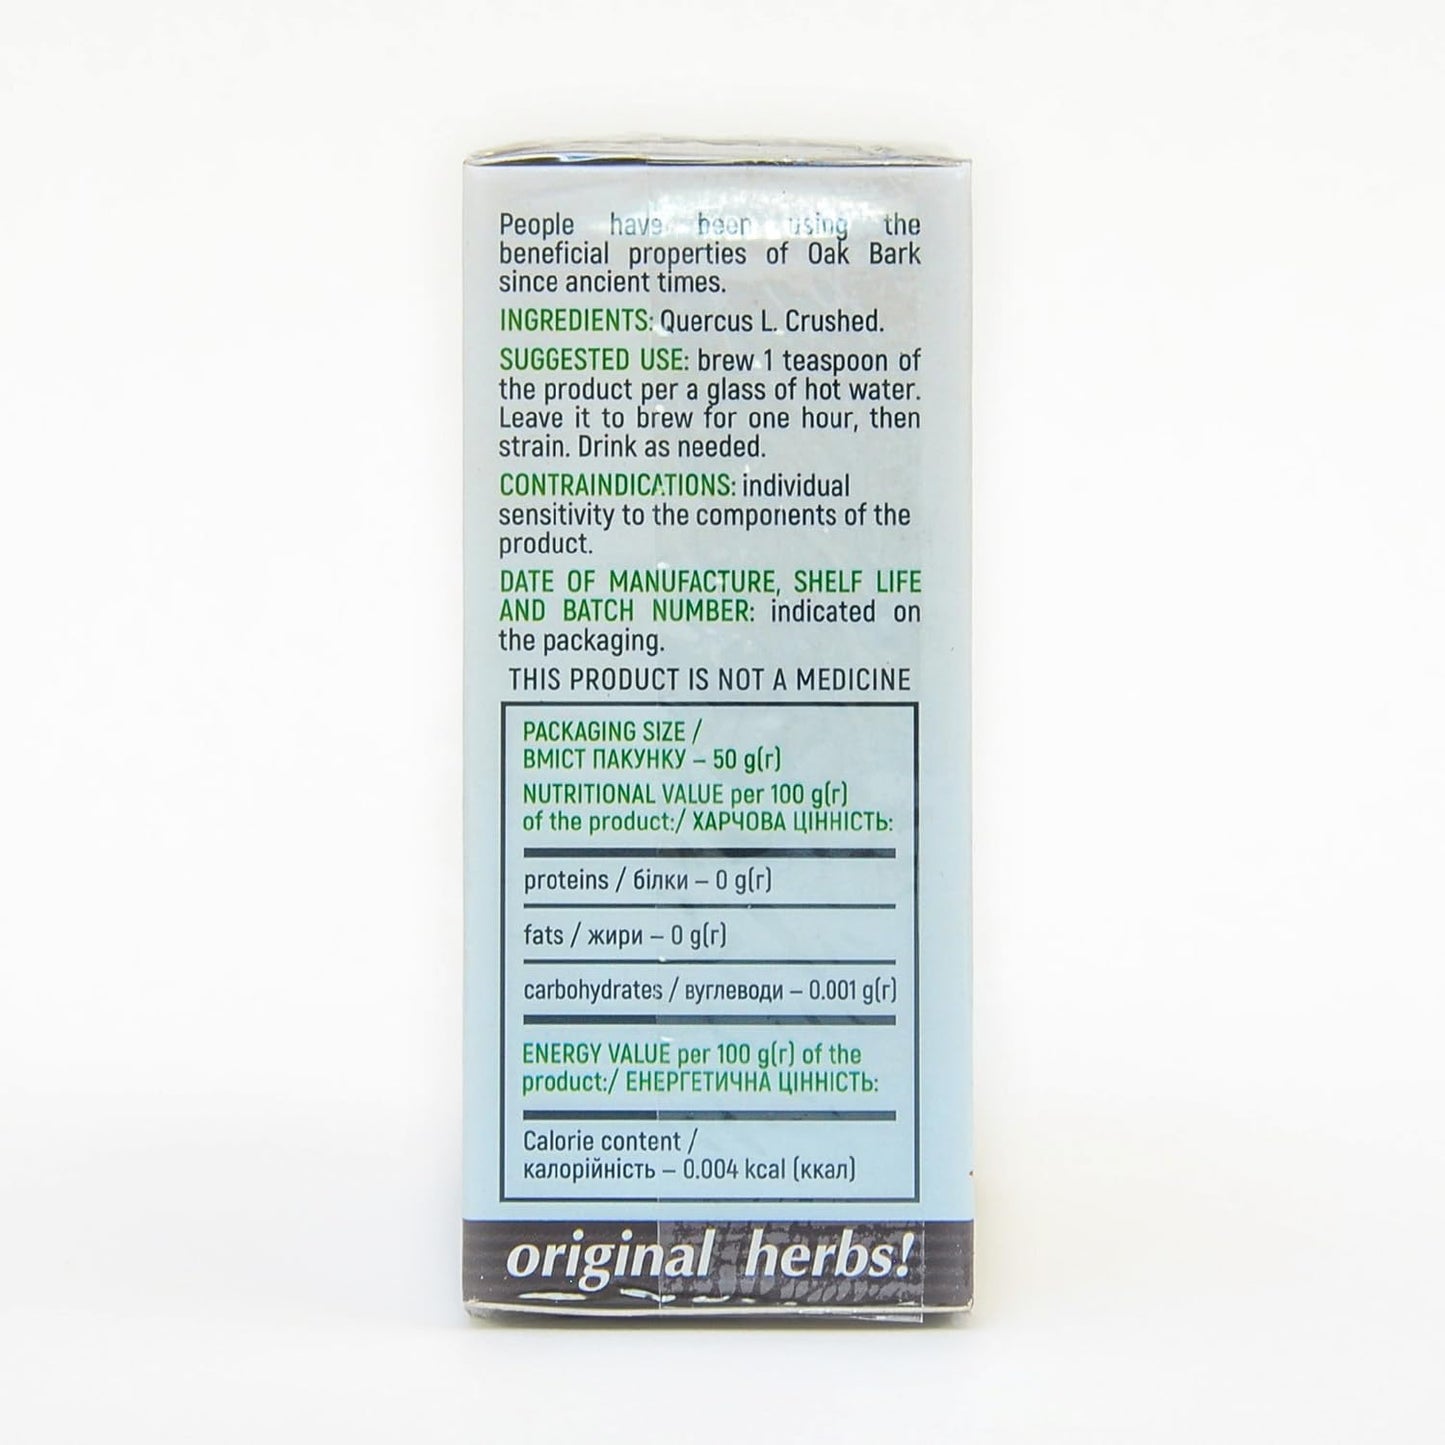 People have been using the
beneficial properties of Oak Bark
since ancient times.
INGREDIENTS: Quercus L. Crushed.
SUGGESTED USE: brew 1 teaspoon of
the product per a glass of hot water.
Leave it to brew for one hour, then
strain. Drink as needed.
CONTRAINDICATIONS: individual
sensitivity to the components of the
product.
DATE OF MANUFACTURE, SHELF LIFE
AND BATCH NUMBER: indicated on
the packaging.
THIS PRODUCT IS NOT A MEDICINE
PACKAGING SIZE /
ВМІСТ ПАКУНКУ – 50 g(г)
NUTRITIONAL VALUE per 100 g(г)
of the product:/ ХАРЧОВА ЦІННІСТЬ:
proteins / білки – 0 g(г)
fats / жири – 0 g(г)
carbohydrates / вуглеводи – 0.001 g(г)
ENERGY VALUE per 100 g(г) of the
product:/ ЕНЕРГЕТИЧНА ЦІННІСТЬ:
Calorie content /
калорійність – 0.004 kcal (ккал)
original herbs!